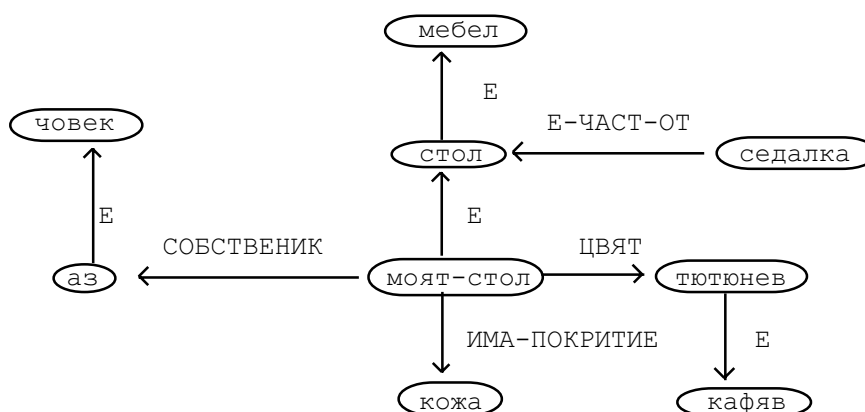 мебел
Е
човек
Е-ЧАСТ-ОТ
стол
седалка
Е
Е
СОБСТВЕНИК
ЦВЯТ
аз
моят-стол
тютюнев
ИМА-ПОКРИТИЕ
Е
кожа
кафяв